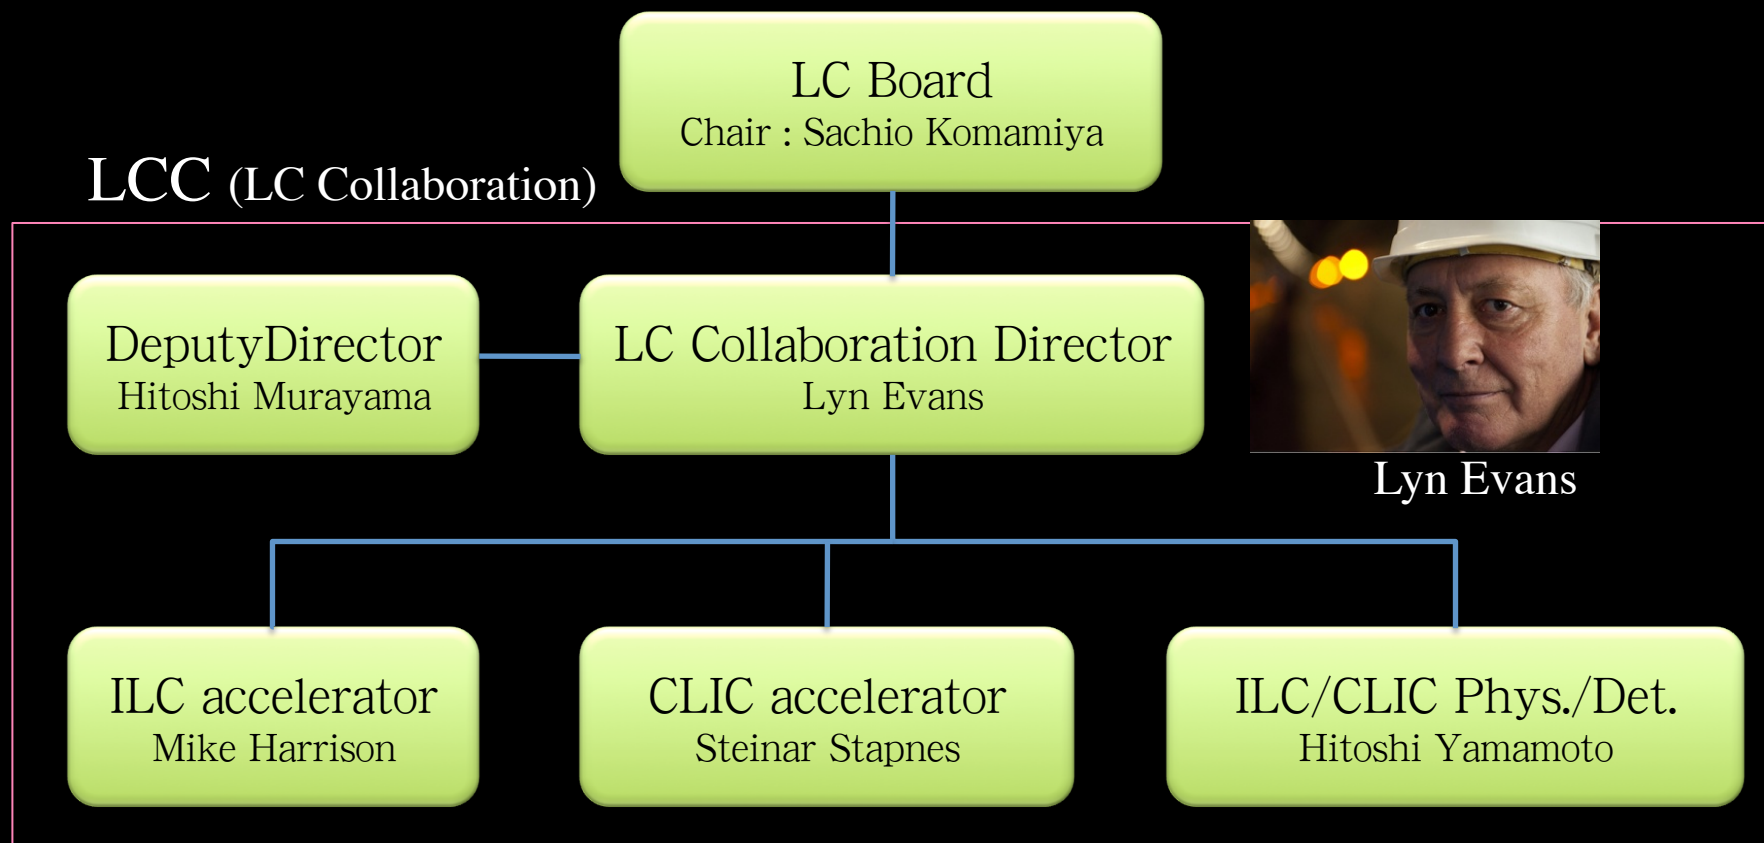 LC Board
Chair : Sachio Komamiya
LCC (LC Collaboration)
DeputyDirector
Hitoshi Murayama
LC Collaboration Director
Lyn Evans
Lyn Evans
ILC accelerator
Mike Harrison
CLIC accelerator
Steinar Stapnes
ILC/CLIC Phys./Det.
Hitoshi Yamamoto